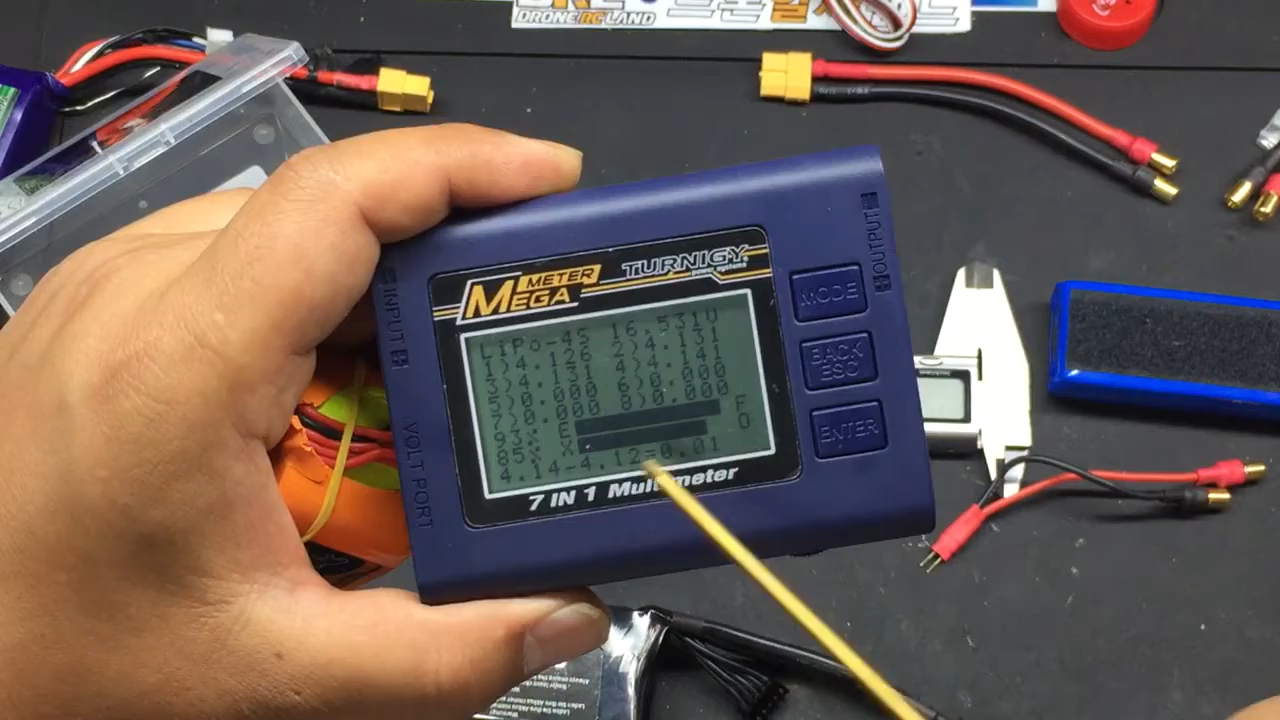 DRONE RC LAND
INPUT
VOLT PORT
OUTPUT
METER
MEGA
TURNIGY
power systems
LiPo-4S 16.531V
1)4.126 2)4.131
3)4.131 4)4.141
5)0.000 6)0.000
7)0.000 8)0.000
93% E F
85% X O
4.14-4.12=0.01
7 IN 1 Multimeter
MODE
BACK
ESC
ENTER